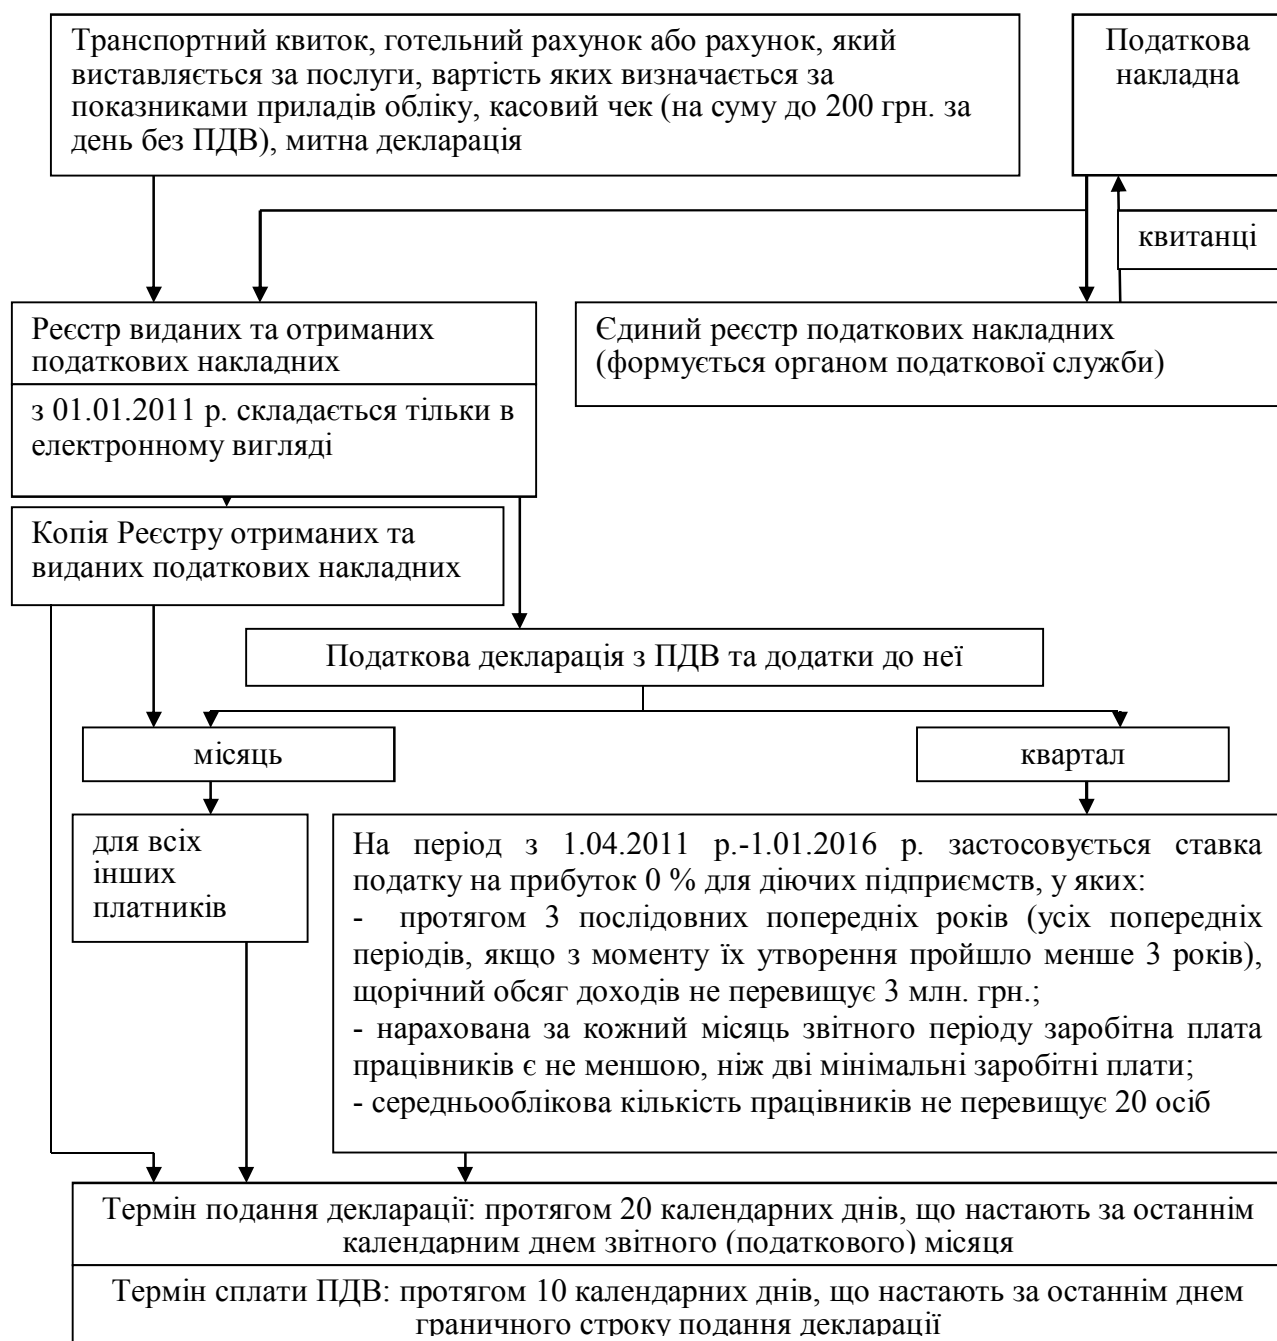 Транспортний квиток, готельний рахунок або рахунок, який
виставляється за послуги, вартість яких визначається за
показниками приладів обліку, касовий чек (на суму до 200 грн. за
день без ПДВ), митна декларація
Податкова
накладна
квитанці
Реєстр виданих та отриманих
податкових накладних
з 01.01.2011 р. складається тільки в
електронному вигляді
Єдиний реєстр податкових накладних
(формується органом податкової служби)
Копія Реєстру отриманих та
виданих податкових накладних
Податкова декларація з ПДВ та додатки до неї
місяць
квартал
для всіх
інших
платників
На період з 1.04.2011 р.-1.01.2016 р. застосовується ставка
податку на прибуток 0 % для діючих підприємств, у яких:
- протягом 3 послідовних попередніх років (усіх попередніх
періодів, якщо з моменту їх утворення пройшло менше 3 років),
щорічний обсяг доходів не перевищує 3 млн. грн.;
- нарахована за кожний місяць звітного періоду заробітна плата
працівників є не меншою, ніж дві мінімальні заробітні плати;
- середньооблікова кількість працівників не перевищує 20 осіб
Термін подання декларації: протягом 20 календарних днів, що настають за останнім
календарним днем звітного (податкового) місяця
Термін сплати ПДВ: протягом 10 календарних днів, що настають за останнім днем
граничного строку подання декларації